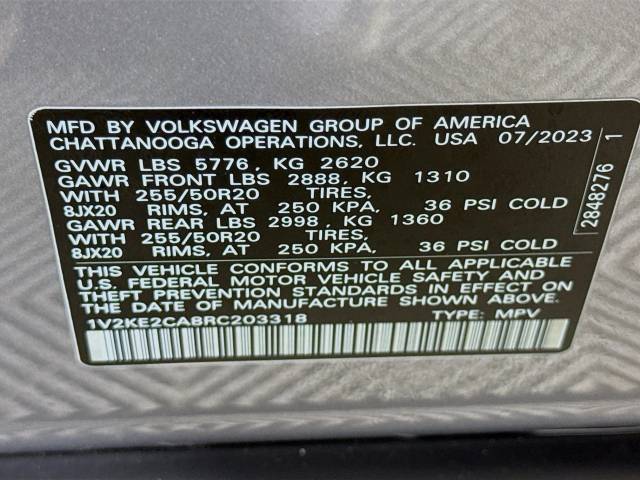 MFD BY VOLKSWAGEN GROUP OF AMERICA
CHATTANOOGA OPERATIONS, LLC. USA 07/2023
GVWR LBS 5776, KG 2620
GAWR FRONT LBS 2888, KG 1310
WITH 255/50R20 TIRES,
8JX20 RIMS, AT 250 KPA, 36 PSI COLD
GAWR REAR LBS 2998, KG 1360
WITH 255/50R20 TIRES,
8JX20 RIMS, AT 250 KPA, 36 PSI COLD
THIS VEHICLE CONFORMS TO ALL APPLICABLE
U.S. FEDERAL MOTOR VEHICLE SAFETY AND
THEFT PREVENTION STANDARDS IN EFFECT ON
THE DATE OF MANUFACTURE SHOWN ABOVE.
1V2KE2CA8RC203318 TYPE: MPV
2848276 1